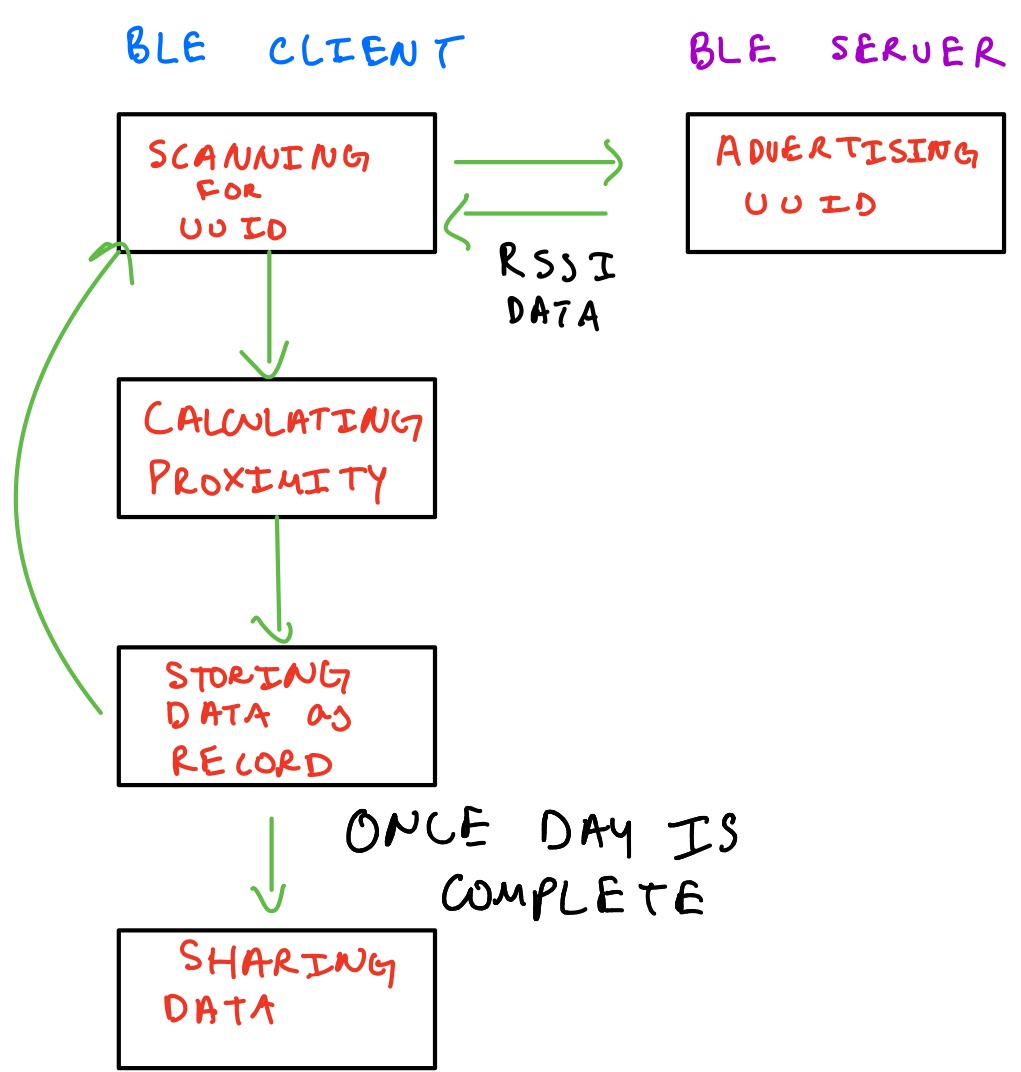 BLE CLIENT
BLE SERVER
SCANNING
FOR
UUID
ADVERTISING
UUID
RSSI
DATA
CALCULATING
PROXIMITY
STORING
DATA as
RECORD
ONCE DAY IS
COMPLETE
SHARING
DATA